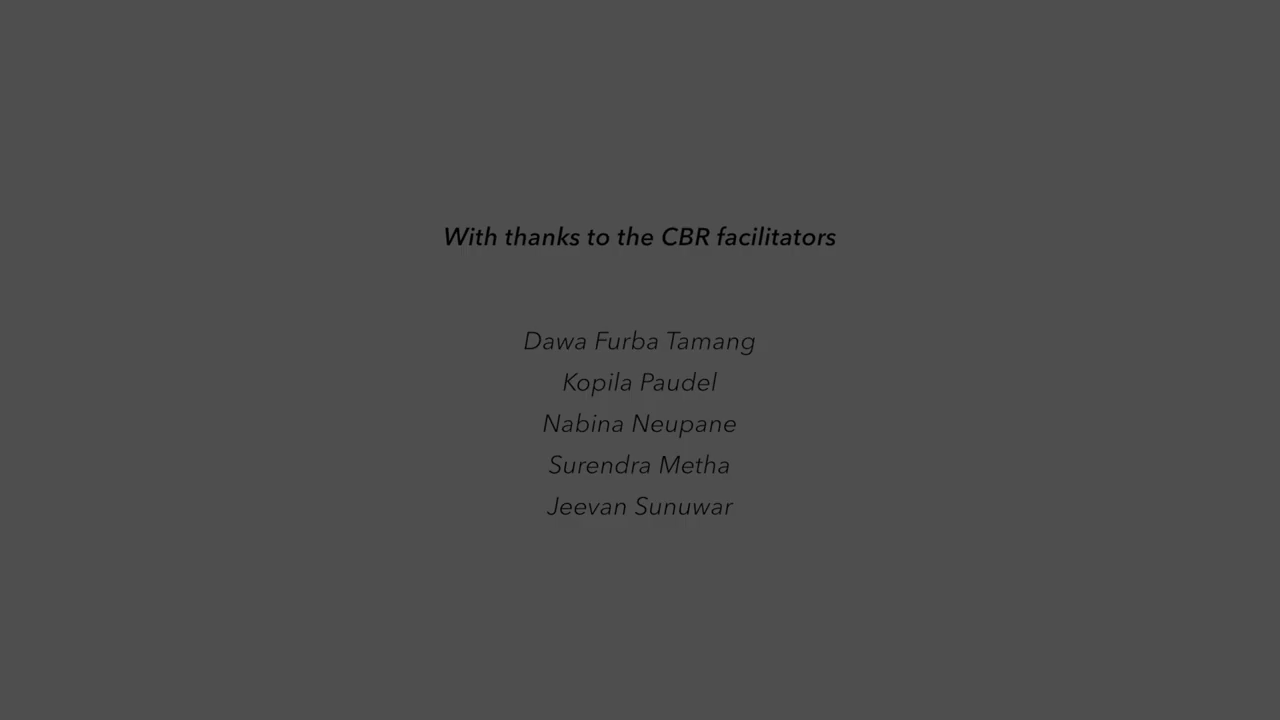 With thanks to the CBR facilitators
Dawa Furba Tamang
Kopila Paudel
Nabina Neupane
Surendra Metha
Jeevan Sunuwar